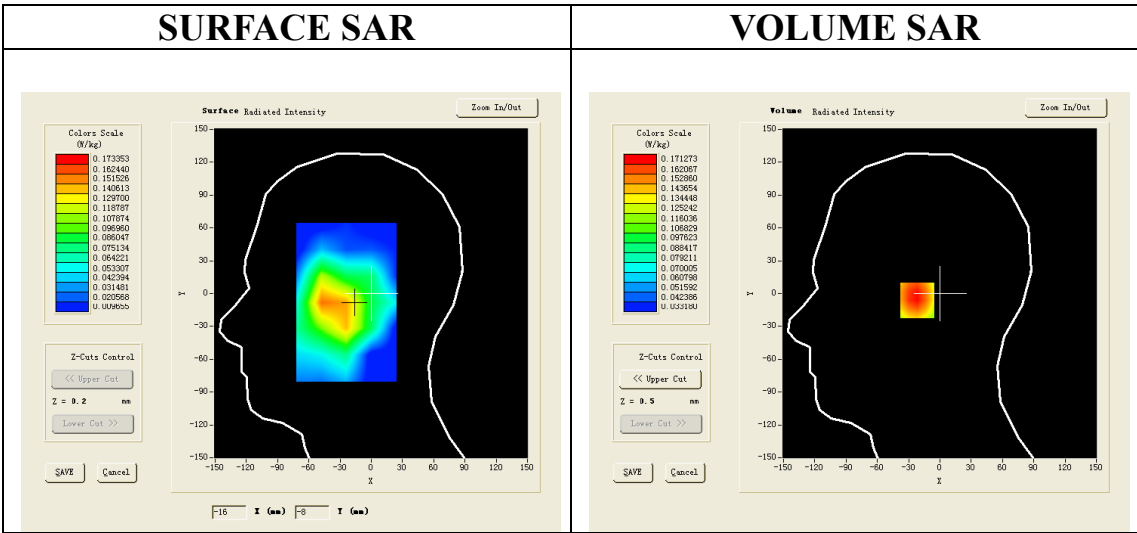 SURFACE SAR
VOLUME SAR
Surface Radiated Intensity
Zoom In/Out
Colors Scale
(W/kg)
0.173353
0.162440
0.151526
0.140613
0.129700
0.118787
0.107874
0.096960
0.086047
0.075134
0.064221
0.053307
0.042394
0.031481
0.020568
0.009655
Z-Cuts Control
<< Upper Cut
Z = 0.2 mm
Lower Cut >>
SAVE Cancel
150
120
90
60
30
0
-30
-60
-90
-120
-150
Y
-150 -120 -90 -60 -30 0 30 60 90 120 150
X
-16 X (mm) -8 Y (mm)
Volume Radiated Intensity
Zoom In/Out
Colors Scale
(W/kg)
0.171273
0.162067
0.152860
0.143654
0.134448
0.125242
0.116036
0.106829
0.097623
0.088417
0.079211
0.070005
0.060798
0.051592
0.042386
0.033180
Z-Cuts Control
<< Upper Cut
Z = 0.5 mm
Lower Cut >>
SAVE Cancel
150
120
90
60
30
0
-30
-60
-90
-120
-150
Y
-150 -120 -90 -60 -30 0 30 60 90 120 150
X